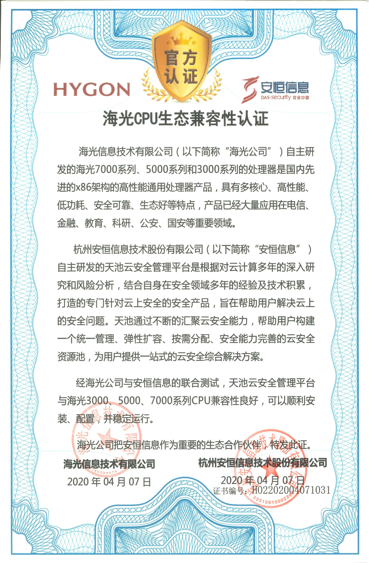 官方
认证
HYGON
安恒信息
DAS-security
海光CPU生态兼容性认证
海光信息技术有限公司（以下简称“海光公司”）自主研
发的海光7000系列、5000系列和3000系列的处理器是国内先
进的x86架构的高性能通用处理器产品，具有多核心、高性能、
低功耗、安全可靠、生态好等特点，产品已经大量应用在电信、
金融、教育、科研、公安、国安等重要领域。
杭州安恒信息技术股份有限公司（以下简称“安恒信息”）
自主研发的天池云安全管理平台是根据对云计算多年的深入研
究和风险分析，结合自身在安全领域多年的经验及技术积累，
打造的专门针对云上安全的安全产品，旨在帮助用户解决云上
的安全问题。天池通过不断的汇聚云安全能力，帮助用户构建
一个统一管理、弹性扩容、按需分配、安全能力完善的云安全
资源池，为用户提供一站式的云安全综合解决方案。
经海光公司与安恒信息的联合测试，天池云安全管理平台
与海光3000、5000、7000系列CPU兼容性良好，可以顺利安
装、配置，并稳定运行。
海光公司把安恒信息作为重要的生态合作伙伴，特发此证。
海光信息技术有限公司
杭州安恒信息技术股份有限公司
2020 年 04 月 07 日
2020 年 04 月 07 日
证书编号：H02202004071031